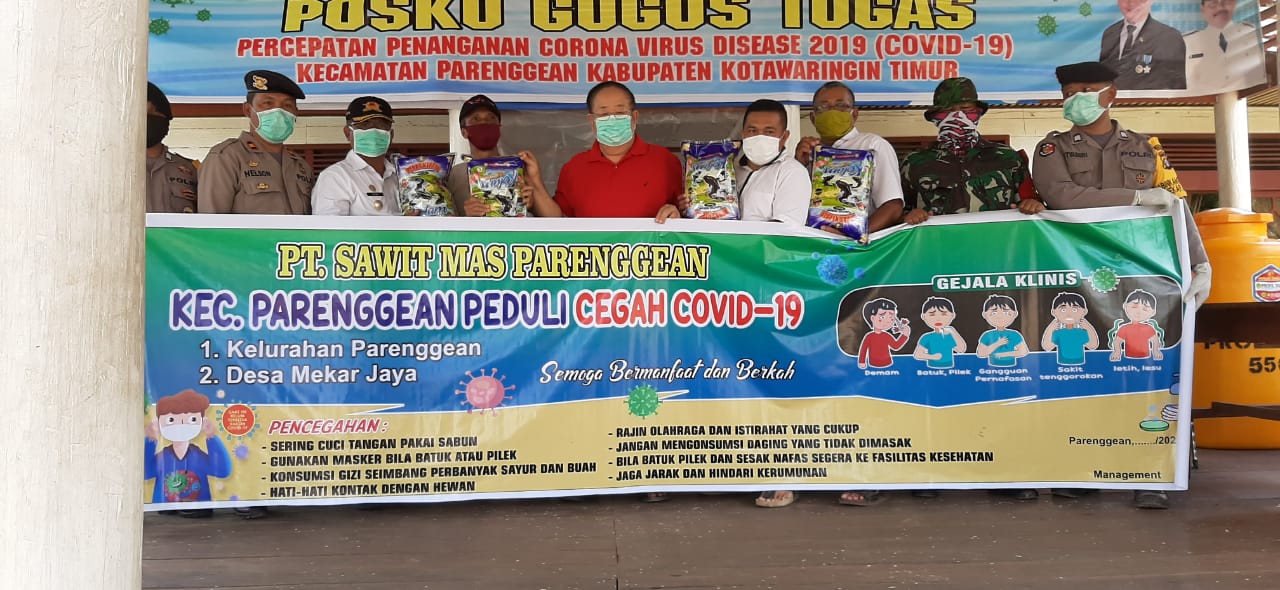 POSKO GUGUS TUGAS
PERCEPATAN PENANGANAN CORONA VIRUS DISEASE 2019 (COVID-19)
KECAMATAN PARENGGEAN KABUPATEN KOTAWARINGIN TIMUR
NELSON
POLRI
PT. SAWIT MAS PARENGGEAN
KEC. PARENGGEAN PEDULI CEGAH COVID-19
1. Kelurahan Parenggean
2. Desa Mekar Jaya
Semoga Bermanfaat dan Berkah
GEJALA KLINIS
Demam
Batuk, Pilek
Gangguan
Pernafasan
Sakit
tenggorokan
letih, lesu
PENCEGAHAN :
- SERING CUCI TANGAN PAKAI SABUN
- GUNAKAN MASKER BILA BATUK ATAU PILEK
- KONSUMSI GIZI SEIMBANG PERBANYAK SAYUR DAN BUAH
- HATI-HATI KONTAK DENGAN HEWAN
- RAJIN OLAHRAGA DAN ISTIRAHAT YANG CUKUP
- JANGAN MENGONSUMSI DAGING YANG TIDAK DIMASAK
- BILA BATUK PILEK DAN SESAK NAFAS SEGERA KE FASILITAS KESEHATAN
- JAGA JARAK DAN HINDARI KERUMUNAN
Parenggean,......../202
Management